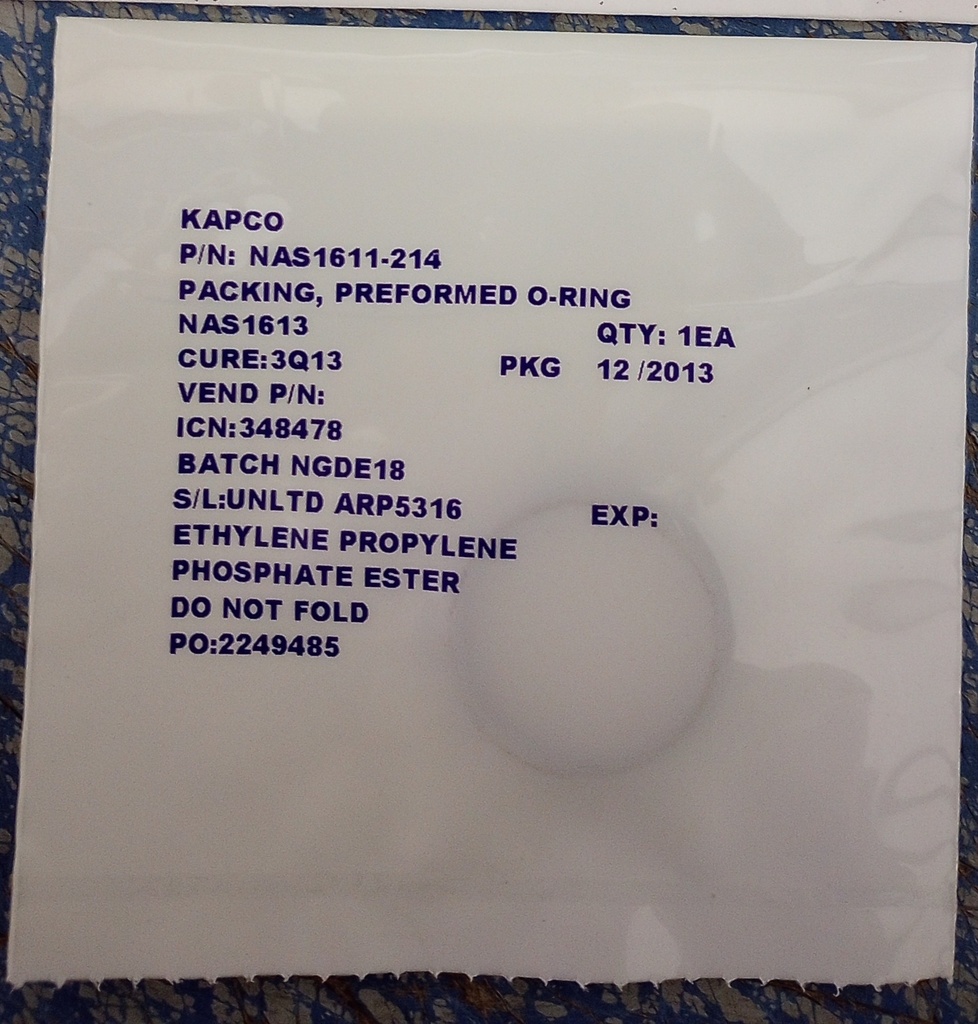 KAPCO
P/N: NAS1611-214
PACKING, PREFORMED O-RING
NAS1613 QTY: 1EA
CURE:3Q13 PKG 12 /2013
VEND P/N:
ICN:348478
BATCH NGDE18
S/L:UNLTD ARP5316 EXP:
ETHYLENE PROPYLENE
PHOSPHATE ESTER
DO NOT FOLD
PO:2249485